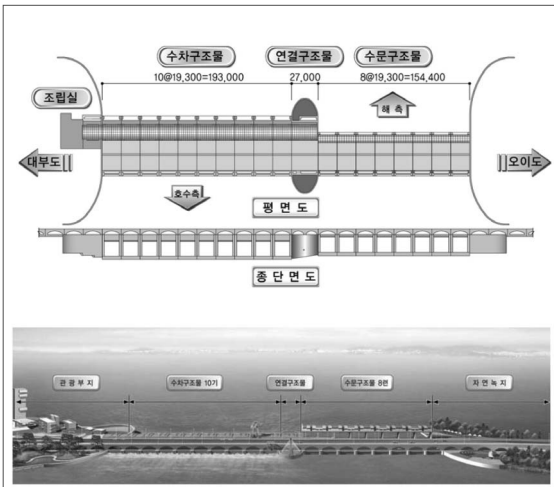 수차구조물 연결구조물 수문구조물
10@19,300=193,000 27,000 8@19,300=154,400
조립실
해 측
대부도 오이도
호수측
평 면 도
종 단 면 도
관 광 부 지 수차구조물 10기 연결구조물 수문구조물 8련 자 연 녹 지